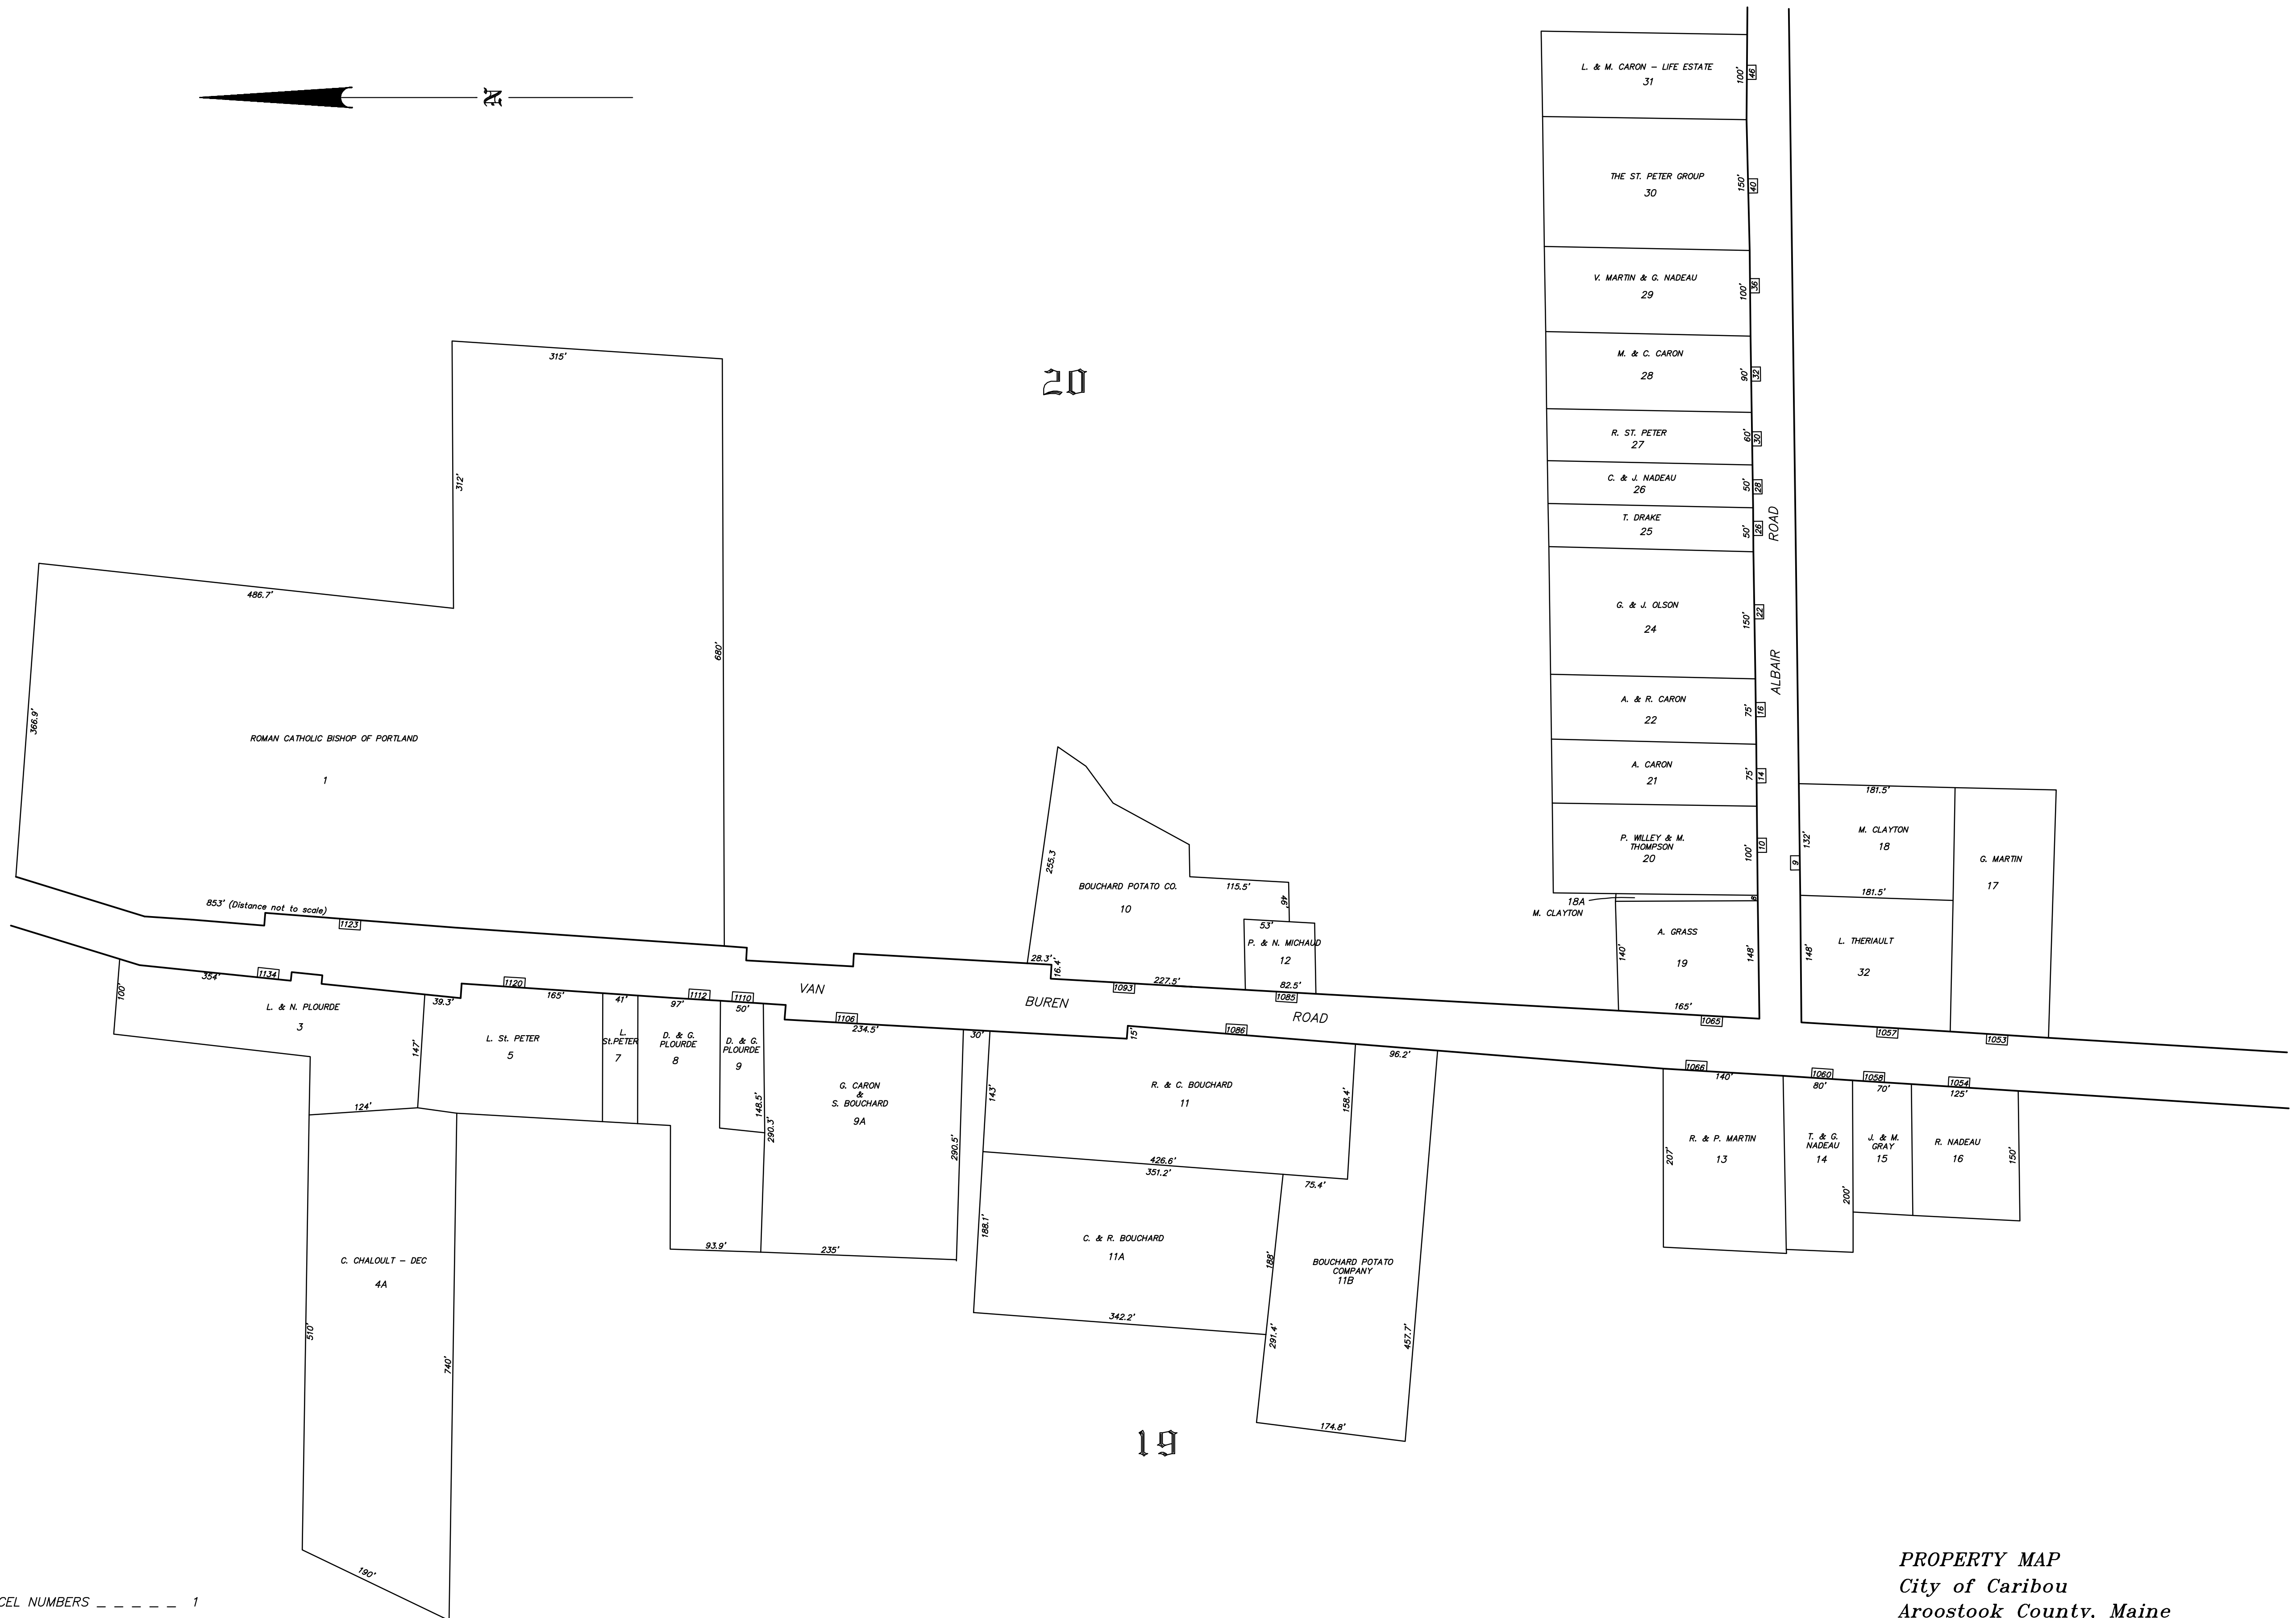 N
L. & M. CARON – LIFE ESTATE
31
100'
46
THE ST. PETER GROUP
30
150'
40
V. MARTIN & G. NADEAU
29
100'
36
M. & C. CARON
28
90'
32
R. ST. PETER
27
60'
30
C. & J. NADEAU
26
50'
28
T. DRAKE
25
50'
26
G. & J. OLSON
24
150'
22
A. & R. CARON
22
75'
16
A. CARON
21
75'
14
P. WILLEY & M.
THOMPSON
20
100'
10
18A
M. CLAYTON
8'
A. GRASS
19
140'
148'
165'
1065
ALBAIR ROAD
9
181.5'
132'
M. CLAYTON
18
181.5'
G. MARTIN
17
148'
L. THERIAULT
32
1057
1053
20
315'
312'
680'
486.7'
366.9'
ROMAN CATHOLIC BISHOP OF PORTLAND
1
853' (Distance not to scale)
1123
255.3
BOUCHARD POTATO CO.
10
115.5'
46'
53'
P. & N. MICHAUD
12
28.3'
16.4'
227.5'
82.5'
1093
1085
VAN BUREN ROAD
100'
354'
1134
L. & N. PLOURDE
3
39.3'
147'
124'
1120
165'
L. St. PETER
5
41'
L.
St.PETER
7
97'
1112
D. & G.
PLOURDE
8
1110
50'
D. & G.
PLOURDE
9
148.5'
290.3'
93.9'
1106
234.5'
G. CARON
&
S. BOUCHARD
9A
290.5'
235'
30'
15'
1086
143'
R. & C. BOUCHARD
11
158.4'
426.6'
351.2'
75.4'
96.2'
188.1'
C. & R. BOUCHARD
11A
188'
342.2'
BOUCHARD POTATO
COMPANY
11B
291.4'
457.7'
174.8'
C. CHALOULT – DEC
4A
510'
740'
190'
1066
140'
R. & P. MARTIN
13
207'
1060
80'
T. & G.
NADEAU
14
200'
1058
70'
J. & M.
GRAY
15
1054
125'
R. NADEAU
16
150'
19
CEL NUMBERS _ _ _ _ _ 1
PROPERTY MAP
City of Caribou
Aroostook County, Maine